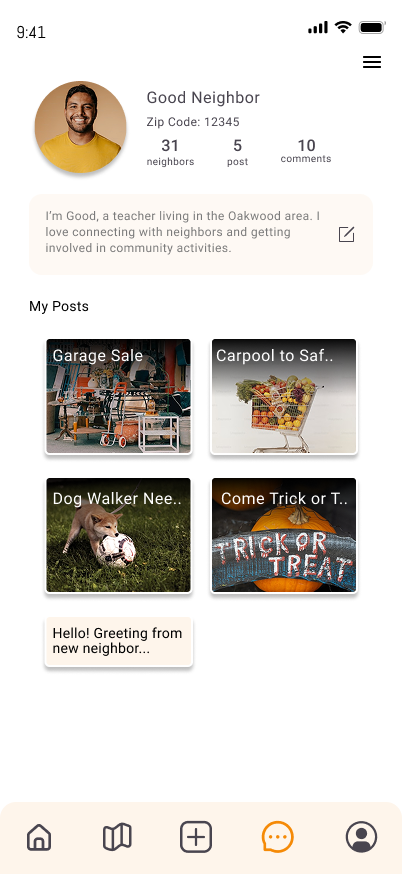 9:41
Good Neighbor
Zip Code: 12345
31 5 10
neighbors post comments
I’m Good, a teacher living in the Oakwood area. I
love connecting with neighbors and getting
involved in community activities.
My Posts
Garage Sale
Carpool to Saf..
Dog Walker Nee..
Come Trick or T..
TRICK OR
TREAT
Hello! Greeting from
new neighbor...